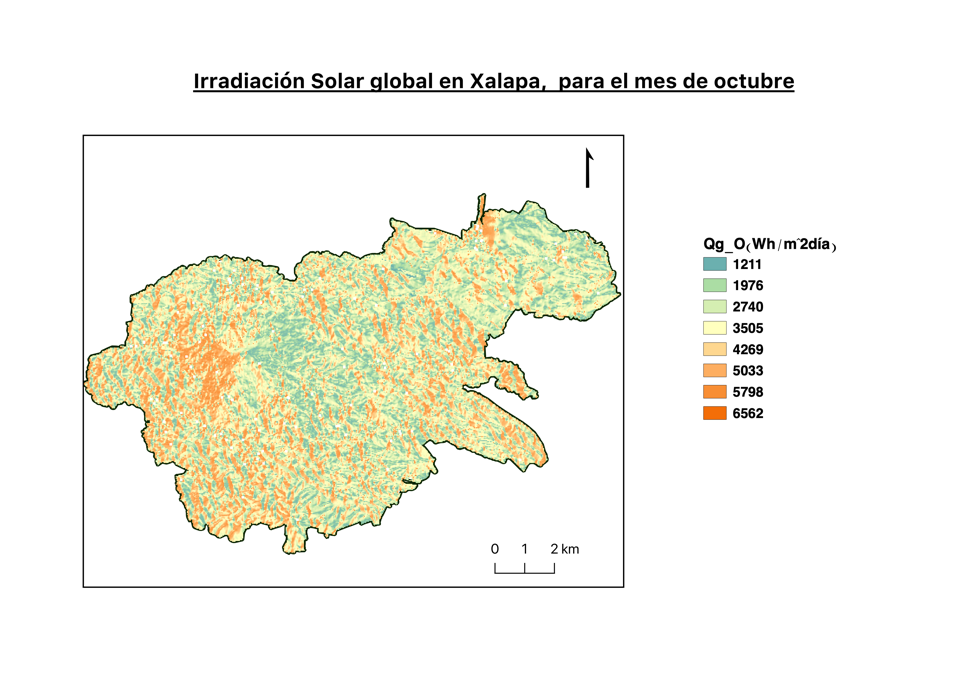 Irradiación Solar global en Xalapa,  para el mes de octubre
Qg_O(Wh/m^2día)
1211
1976
2740
3505
4269
5033
5798
6562
0 1 2 km